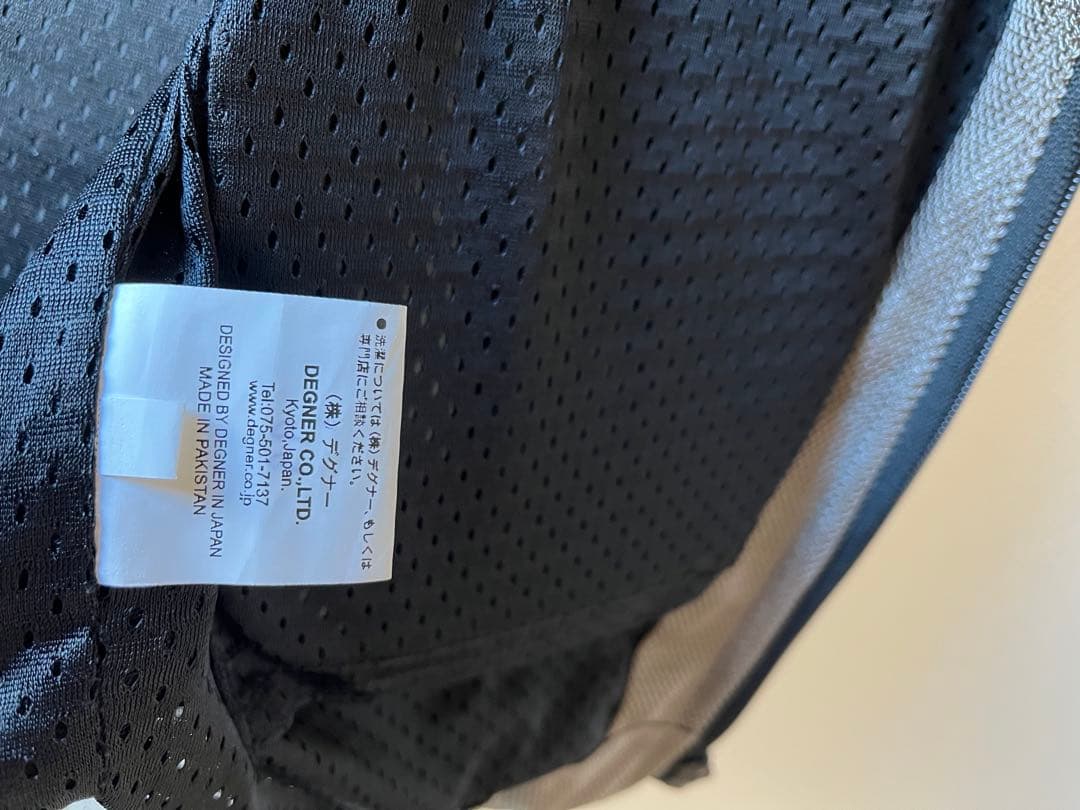 ●洗濯については（株）デグナー、もしくは
専門店にご相談ください。
（株）デグナー
DEGNER CO.,LTD.
Kyoto,Japan.
Tel:075-501-7137
www.degner.co.jp
DESIGNED BY DEGNER IN JAPAN
MADE IN PAKISTAN